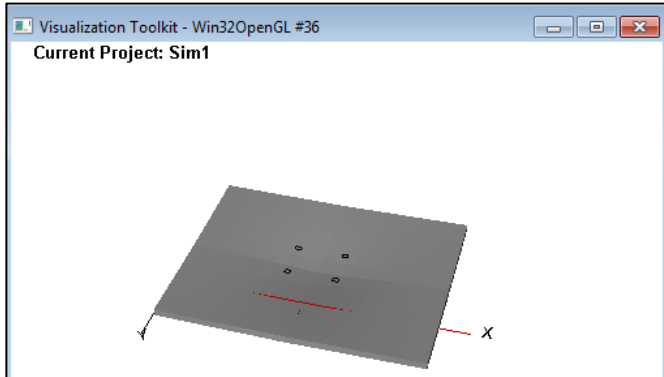 Visualization Toolkit - Win32OpenGL #36
Current Project: Sim1
X
Y